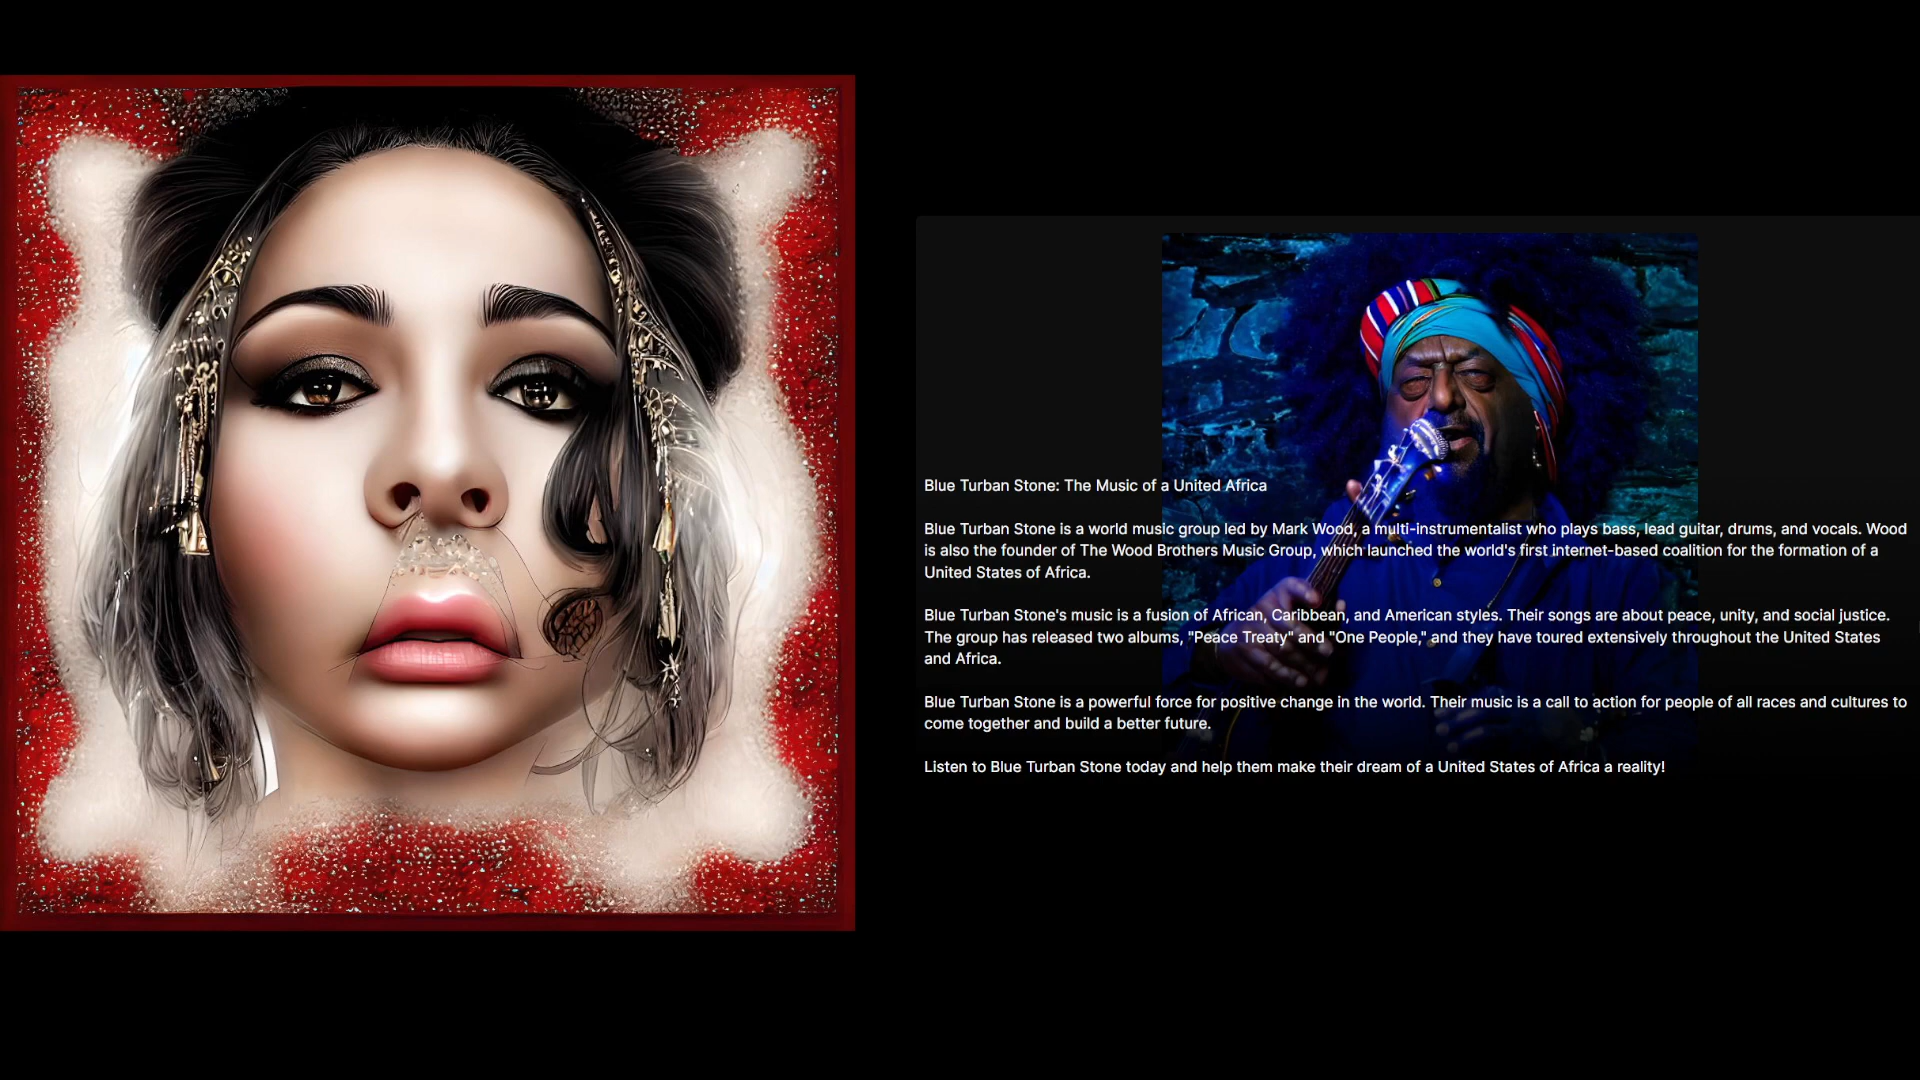 Blue Turban Stone: The Music of a United Africa
Blue Turban Stone is a world music group led by Mark Wood, a multi-instrumentalist who plays bass, lead guitar, drums, and vocals. Wood
is also the founder of The Wood Brothers Music Group, which launched the world's first internet-based coalition for the formation of a
United States of Africa.
Blue Turban Stone's music is a fusion of African, Caribbean, and American styles. Their songs are about peace, unity, and social justice.
The group has released two albums, "Peace Treaty" and "One People," and they have toured extensively throughout the United States
and Africa.
Blue Turban Stone is a powerful force for positive change in the world. Their music is a call to action for people of all races and cultures to
come together and build a better future.
Listen to Blue Turban Stone today and help them make their dream of a United States of Africa a reality!